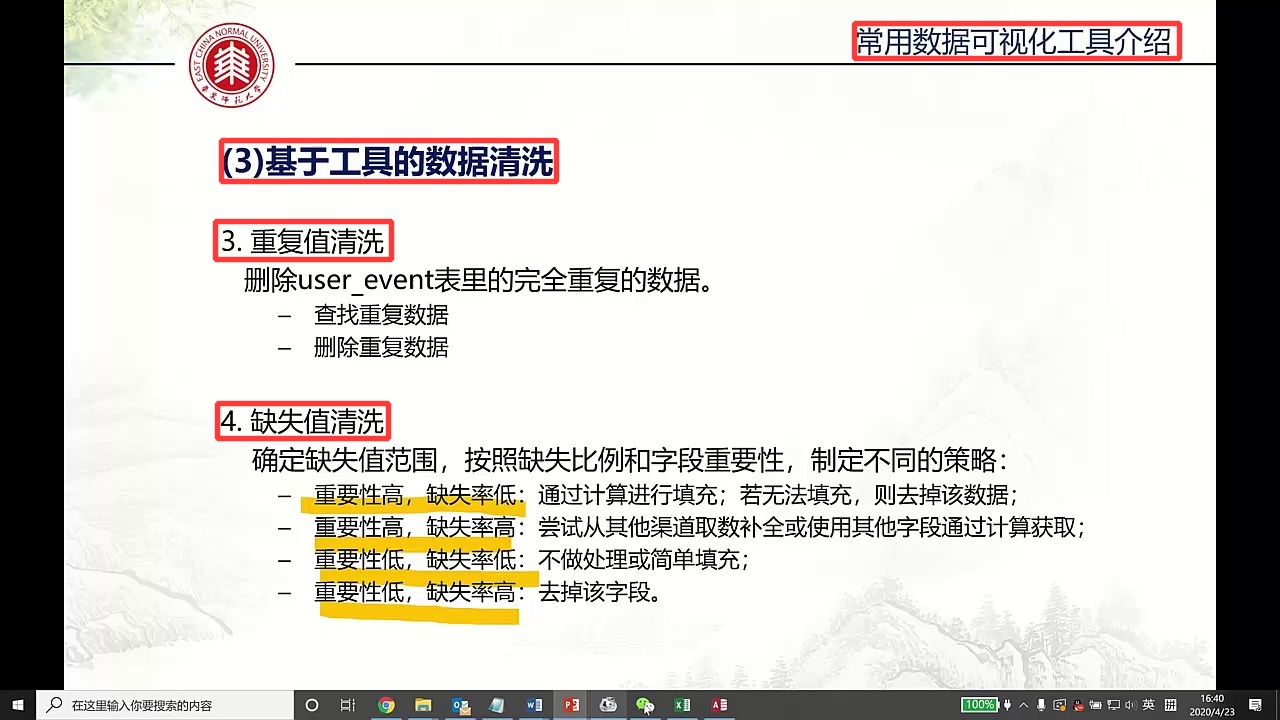 EAST CHINA NORMAL UNIVERSITY
华东师范大学
常用数据可视化工具介绍
(3)基于工具的数据清洗
3. 重复值清洗
删除user_event表里的完全重复的数据。
– 查找重复数据
– 删除重复数据
4. 缺失值清洗
确定缺失值范围，按照缺失比例和字段重要性，制定不同的策略：
– 重要性高，缺失率低：通过计算进行填充；若无法填充，则去掉该数据；
– 重要性高，缺失率高：尝试从其他渠道取数补全或使用其他字段通过计算获取；
– 重要性低，缺失率低：不做处理或简单填充；
– 重要性低，缺失率高：去掉该字段。
在这里输入你要搜索的内容
100%
英
拼
16:40
2020/4/23